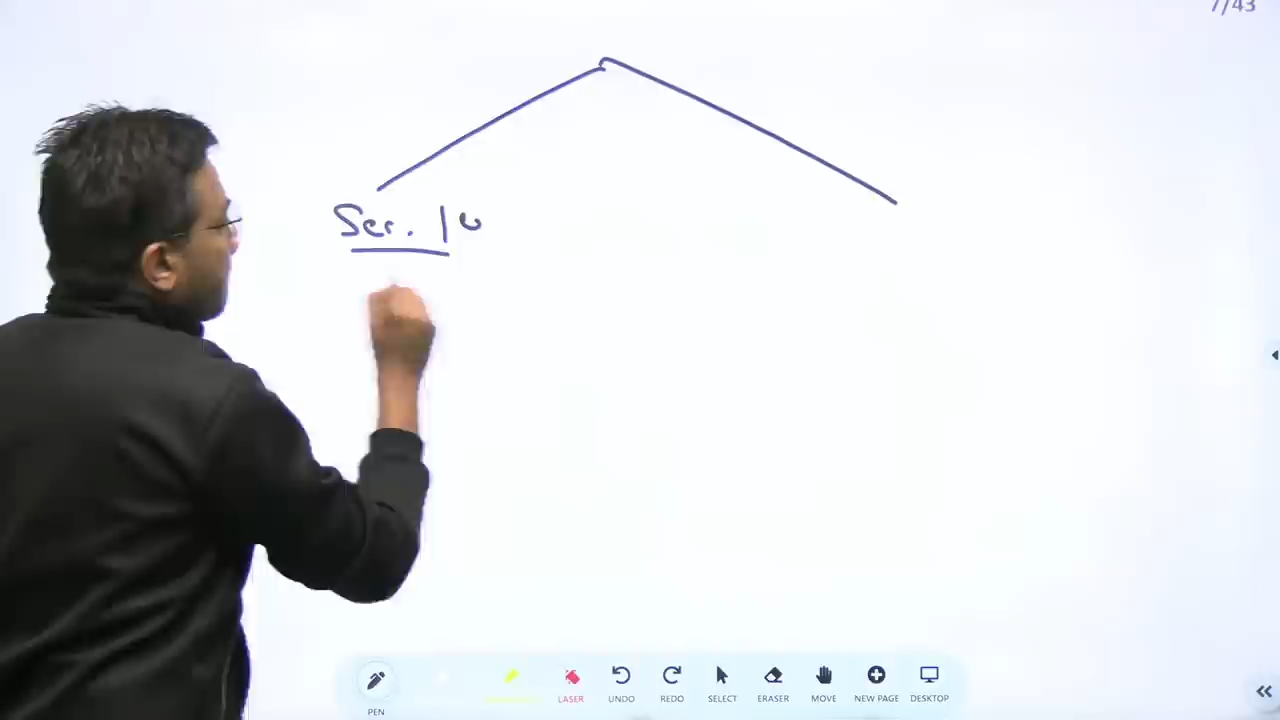 7/43
Sec. 10
PEN
LASER
UNDO
REDO
SELECT
ERASER
MOVE
NEW PAGE
DESKTOP